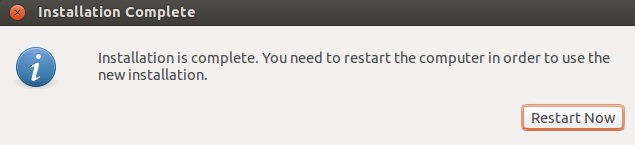 Installation Complete
Installation is complete. You need to restart the computer in order to use the
new installation.
Restart Now